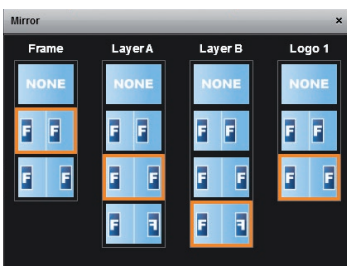 Mirror ×
Frame Layer A Layer B Logo 1
NONE NONE NONE NONE
F F F F F F F F
F F F F F F F F
F F F F